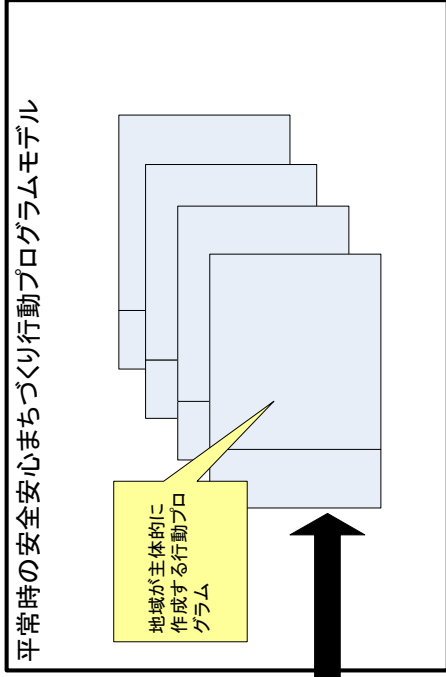 平常時の安全安心まちづくり行動プログラムモデル
地域が主体的に
作成する行動プロ
グラム